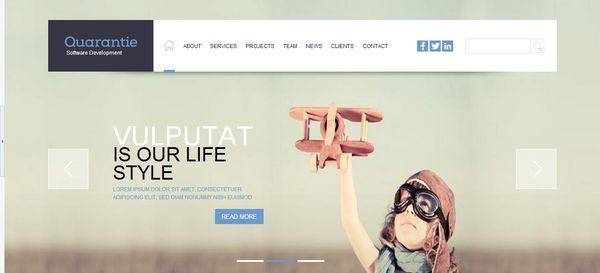 Quarantie
Software Development
ABOUT SERVICES PROJECTS TEAM NEWS CLIENTS CONTACT
VULPUTAT
IS OUR LIFE
STYLE
LOREM IPSUM DOLOR SIT AMET, CONSECTETUER
ADIPISCING ELIT, SED DIAM NONUMMY NIBH EUISMOD
READ MORE